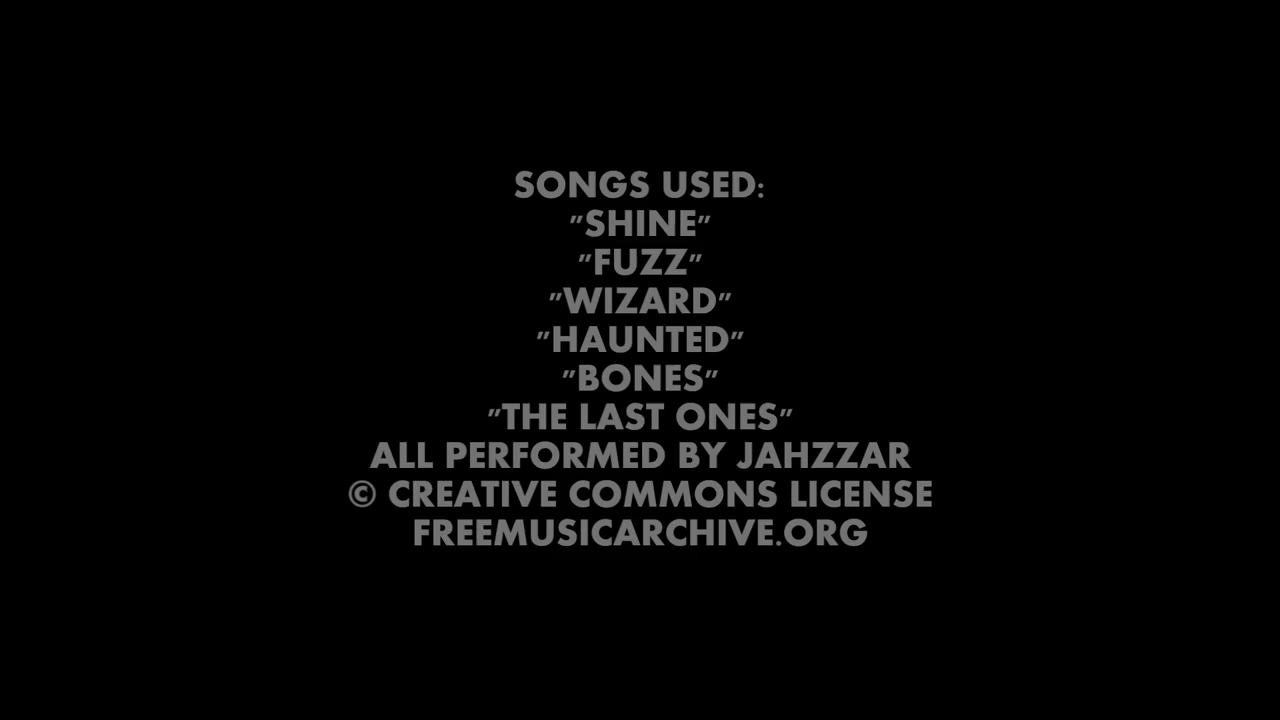 SONGS USED:
"SHINE"
"FUZZ"
"WIZARD"
"HAUNTED"
"BONES"
"THE LAST ONES"
ALL PERFORMED BY JAHZZAR
© CREATIVE COMMONS LICENSE
FREEMUSICARCHIVE.ORG